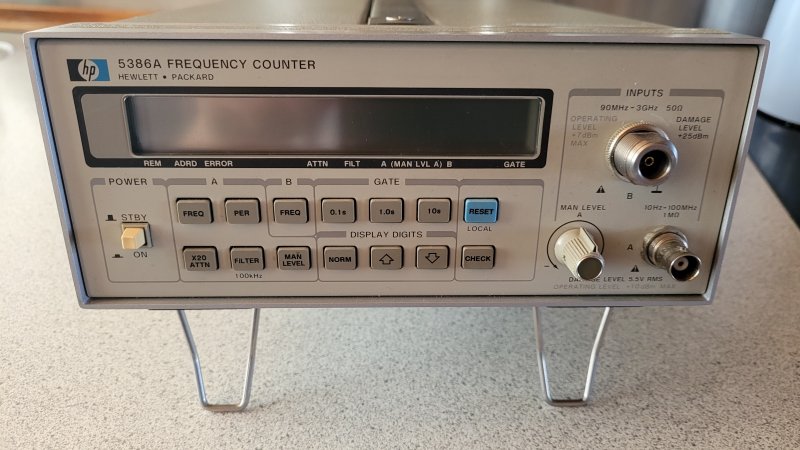 hp
5386A FREQUENCY COUNTER
HEWLETT • PACKARD
REM ADRD ERROR ATTN FILT A (MAN LVL A) B GATE
POWER
STBY
ON
A
FREQ PER
X20 ATTN
FILTER
100kHz
B
FREQ
MAN LEVEL
GATE
0.1s 1.0s 10s
DISPLAY DIGITS
NORM
RESET
LOCAL
CHECK
INPUTS
90MHz-3GHz 50Ω
OPERATING LEVEL +7dBm MAX
DAMAGE LEVEL +25dBm
B
MAN LEVEL
A
10Hz-100MHz
1MΩ
A
DAMAGE LEVEL 5.5V RMS
OPERATING LEVEL +10dBm MAX